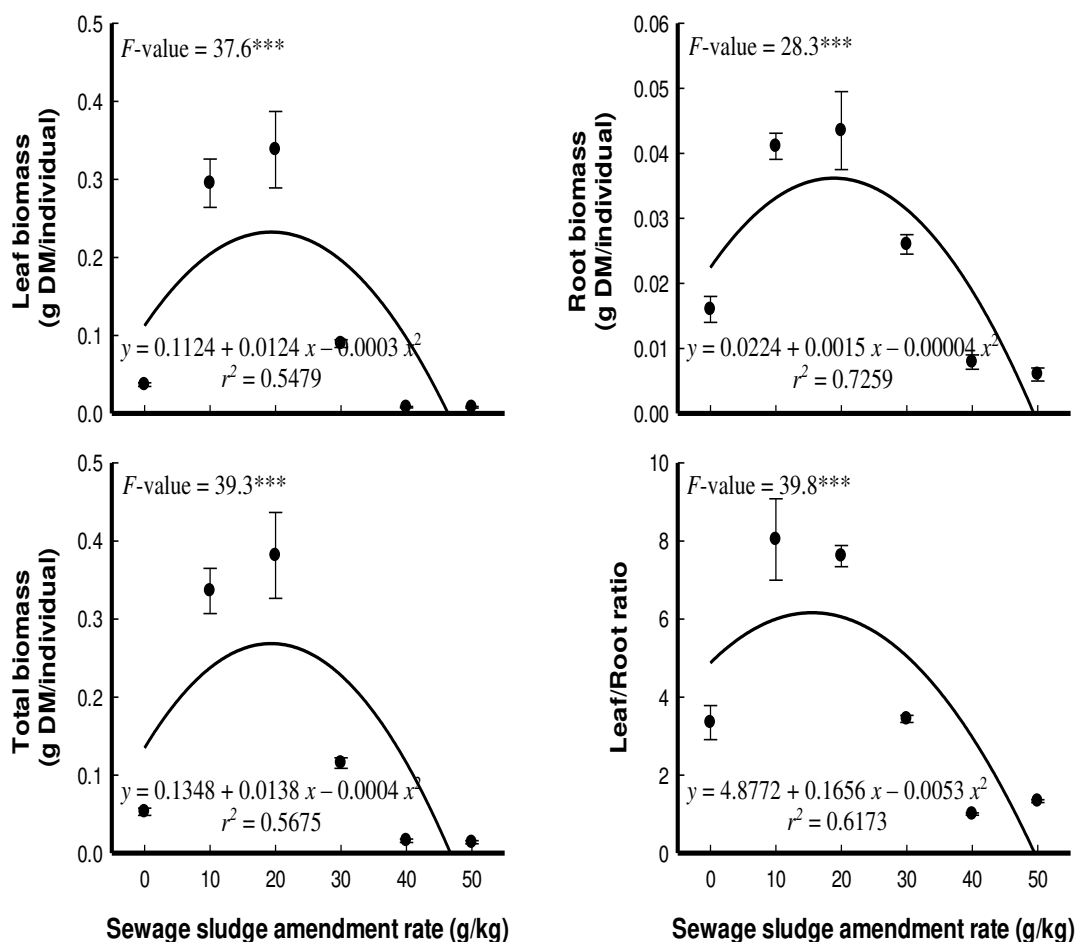 Leaf biomass
(g DM/individual)
0.5
0.4
0.3
0.2
0.1
0.0
F-value = 37.6***
y = 0.1124 + 0.0124 x – 0.0003 x²
r² = 0.5479
Root biomass
(g DM/individual)
0.06
0.05
0.04
0.03
0.02
0.01
0.00
F-value = 28.3***
y = 0.0224 + 0.0015 x – 0.00004 x²
r² = 0.7259
Total biomass
(g DM/individual)
0.5
0.4
0.3
0.2
0.1
0.0
F-value = 39.3***
y = 0.1348 + 0.0138 x – 0.0004 x²
r² = 0.5675
0 10 20 30 40 50
Sewage sludge amendment rate (g/kg)
Leaf/Root ratio
10
8
6
4
2
0
F-value = 39.8***
y = 4.8772 + 0.1656 x – 0.0053 x²
r² = 0.6173
0 10 20 30 40 50
Sewage sludge amendment rate (g/kg)